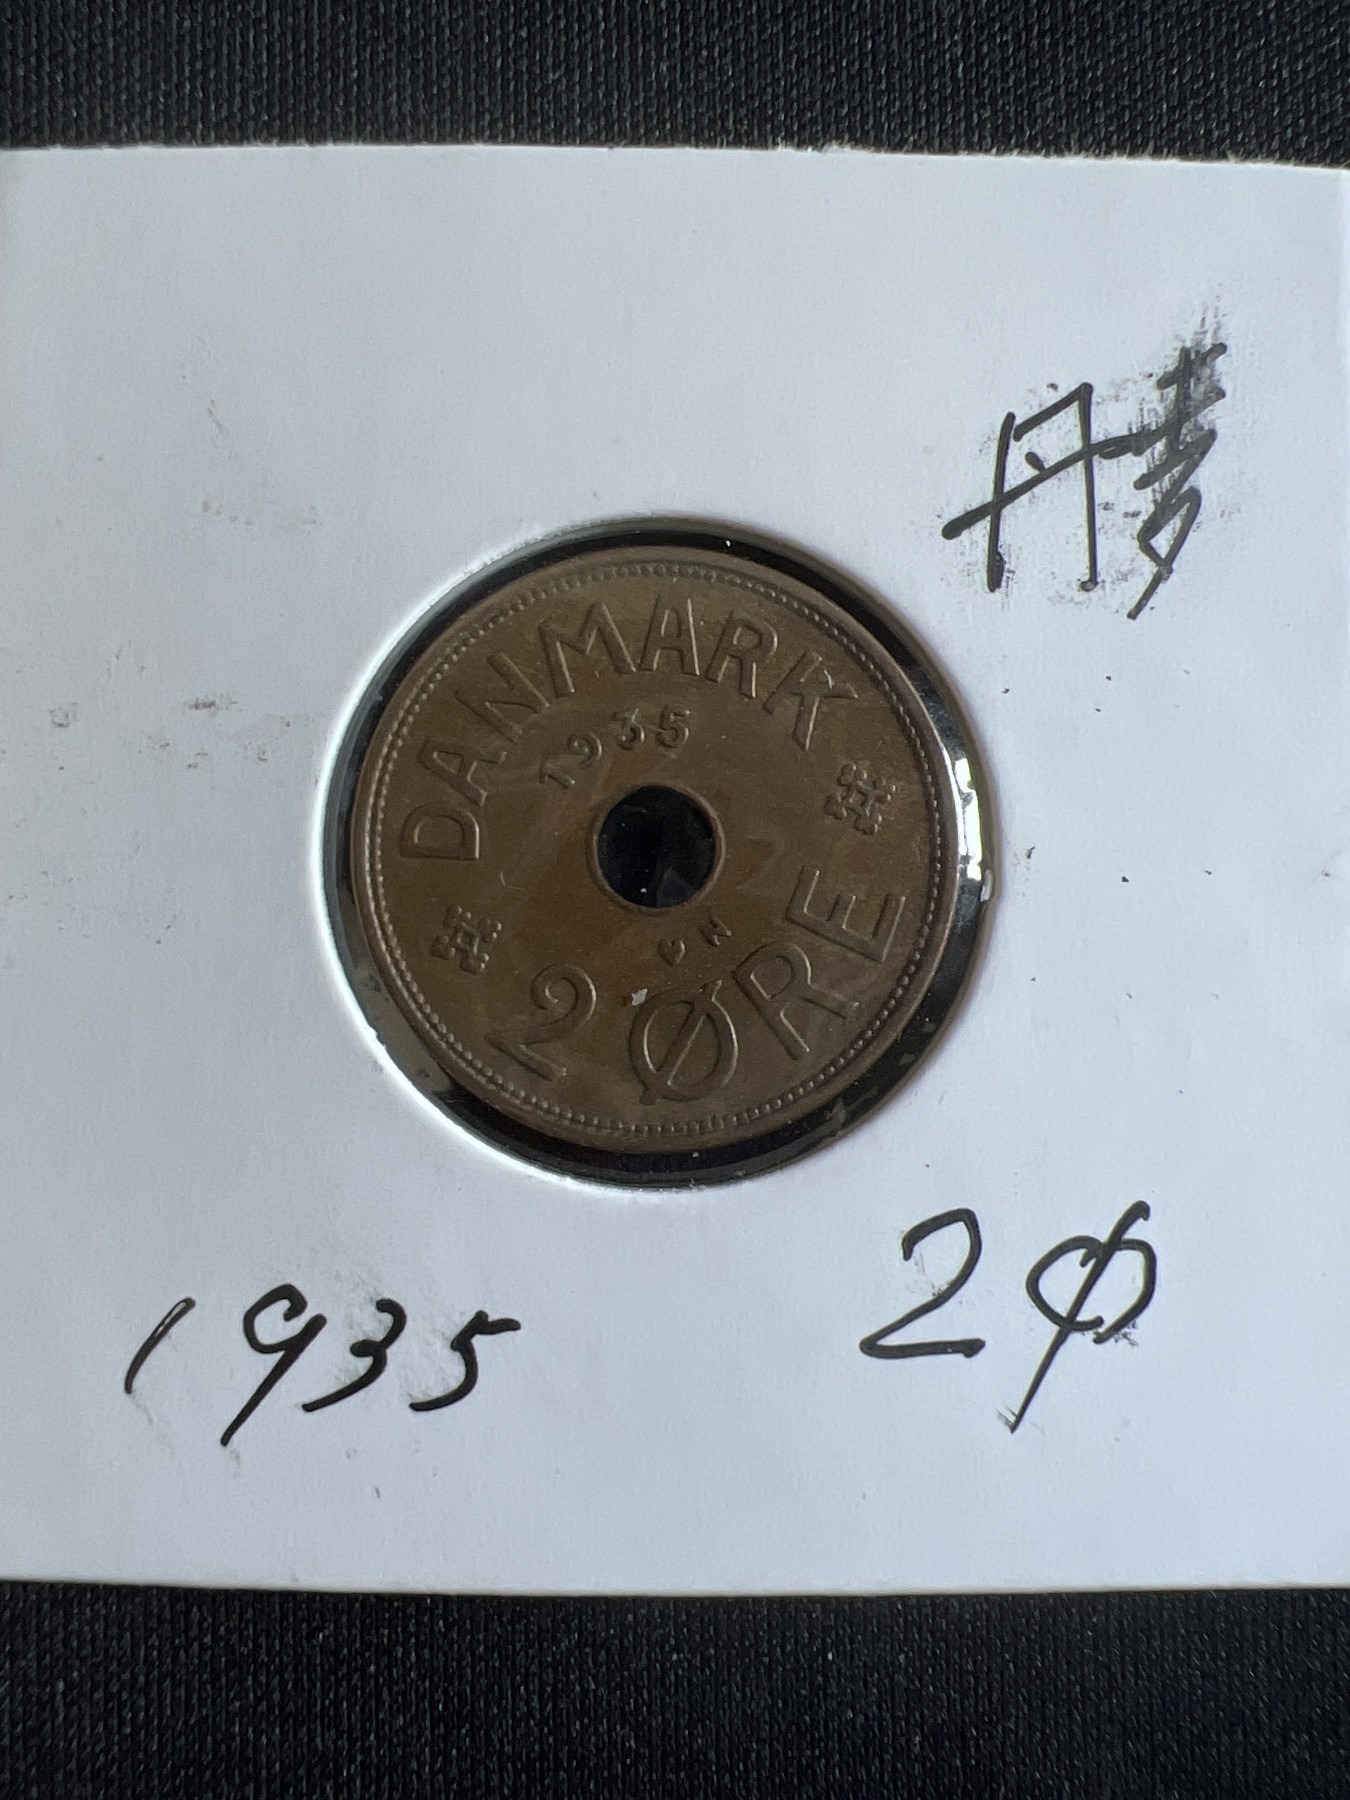 丹麦
DANMARK
1935
♥ N
2 ØRE
1935
2Ø